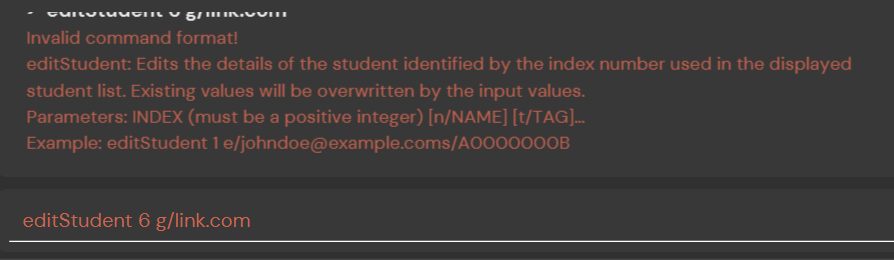 > editStudent 6 g/link.com
Invalid command format!
editStudent: Edits the details of the student identified by the index number used in the displayed
student list. Existing values will be overwritten by the input values.
Parameters: INDEX (must be a positive integer) [n/NAME] [t/TAG]...
Example: editStudent 1 e/johndoe@example.coms/A0000000B
editStudent 6 g/link.com